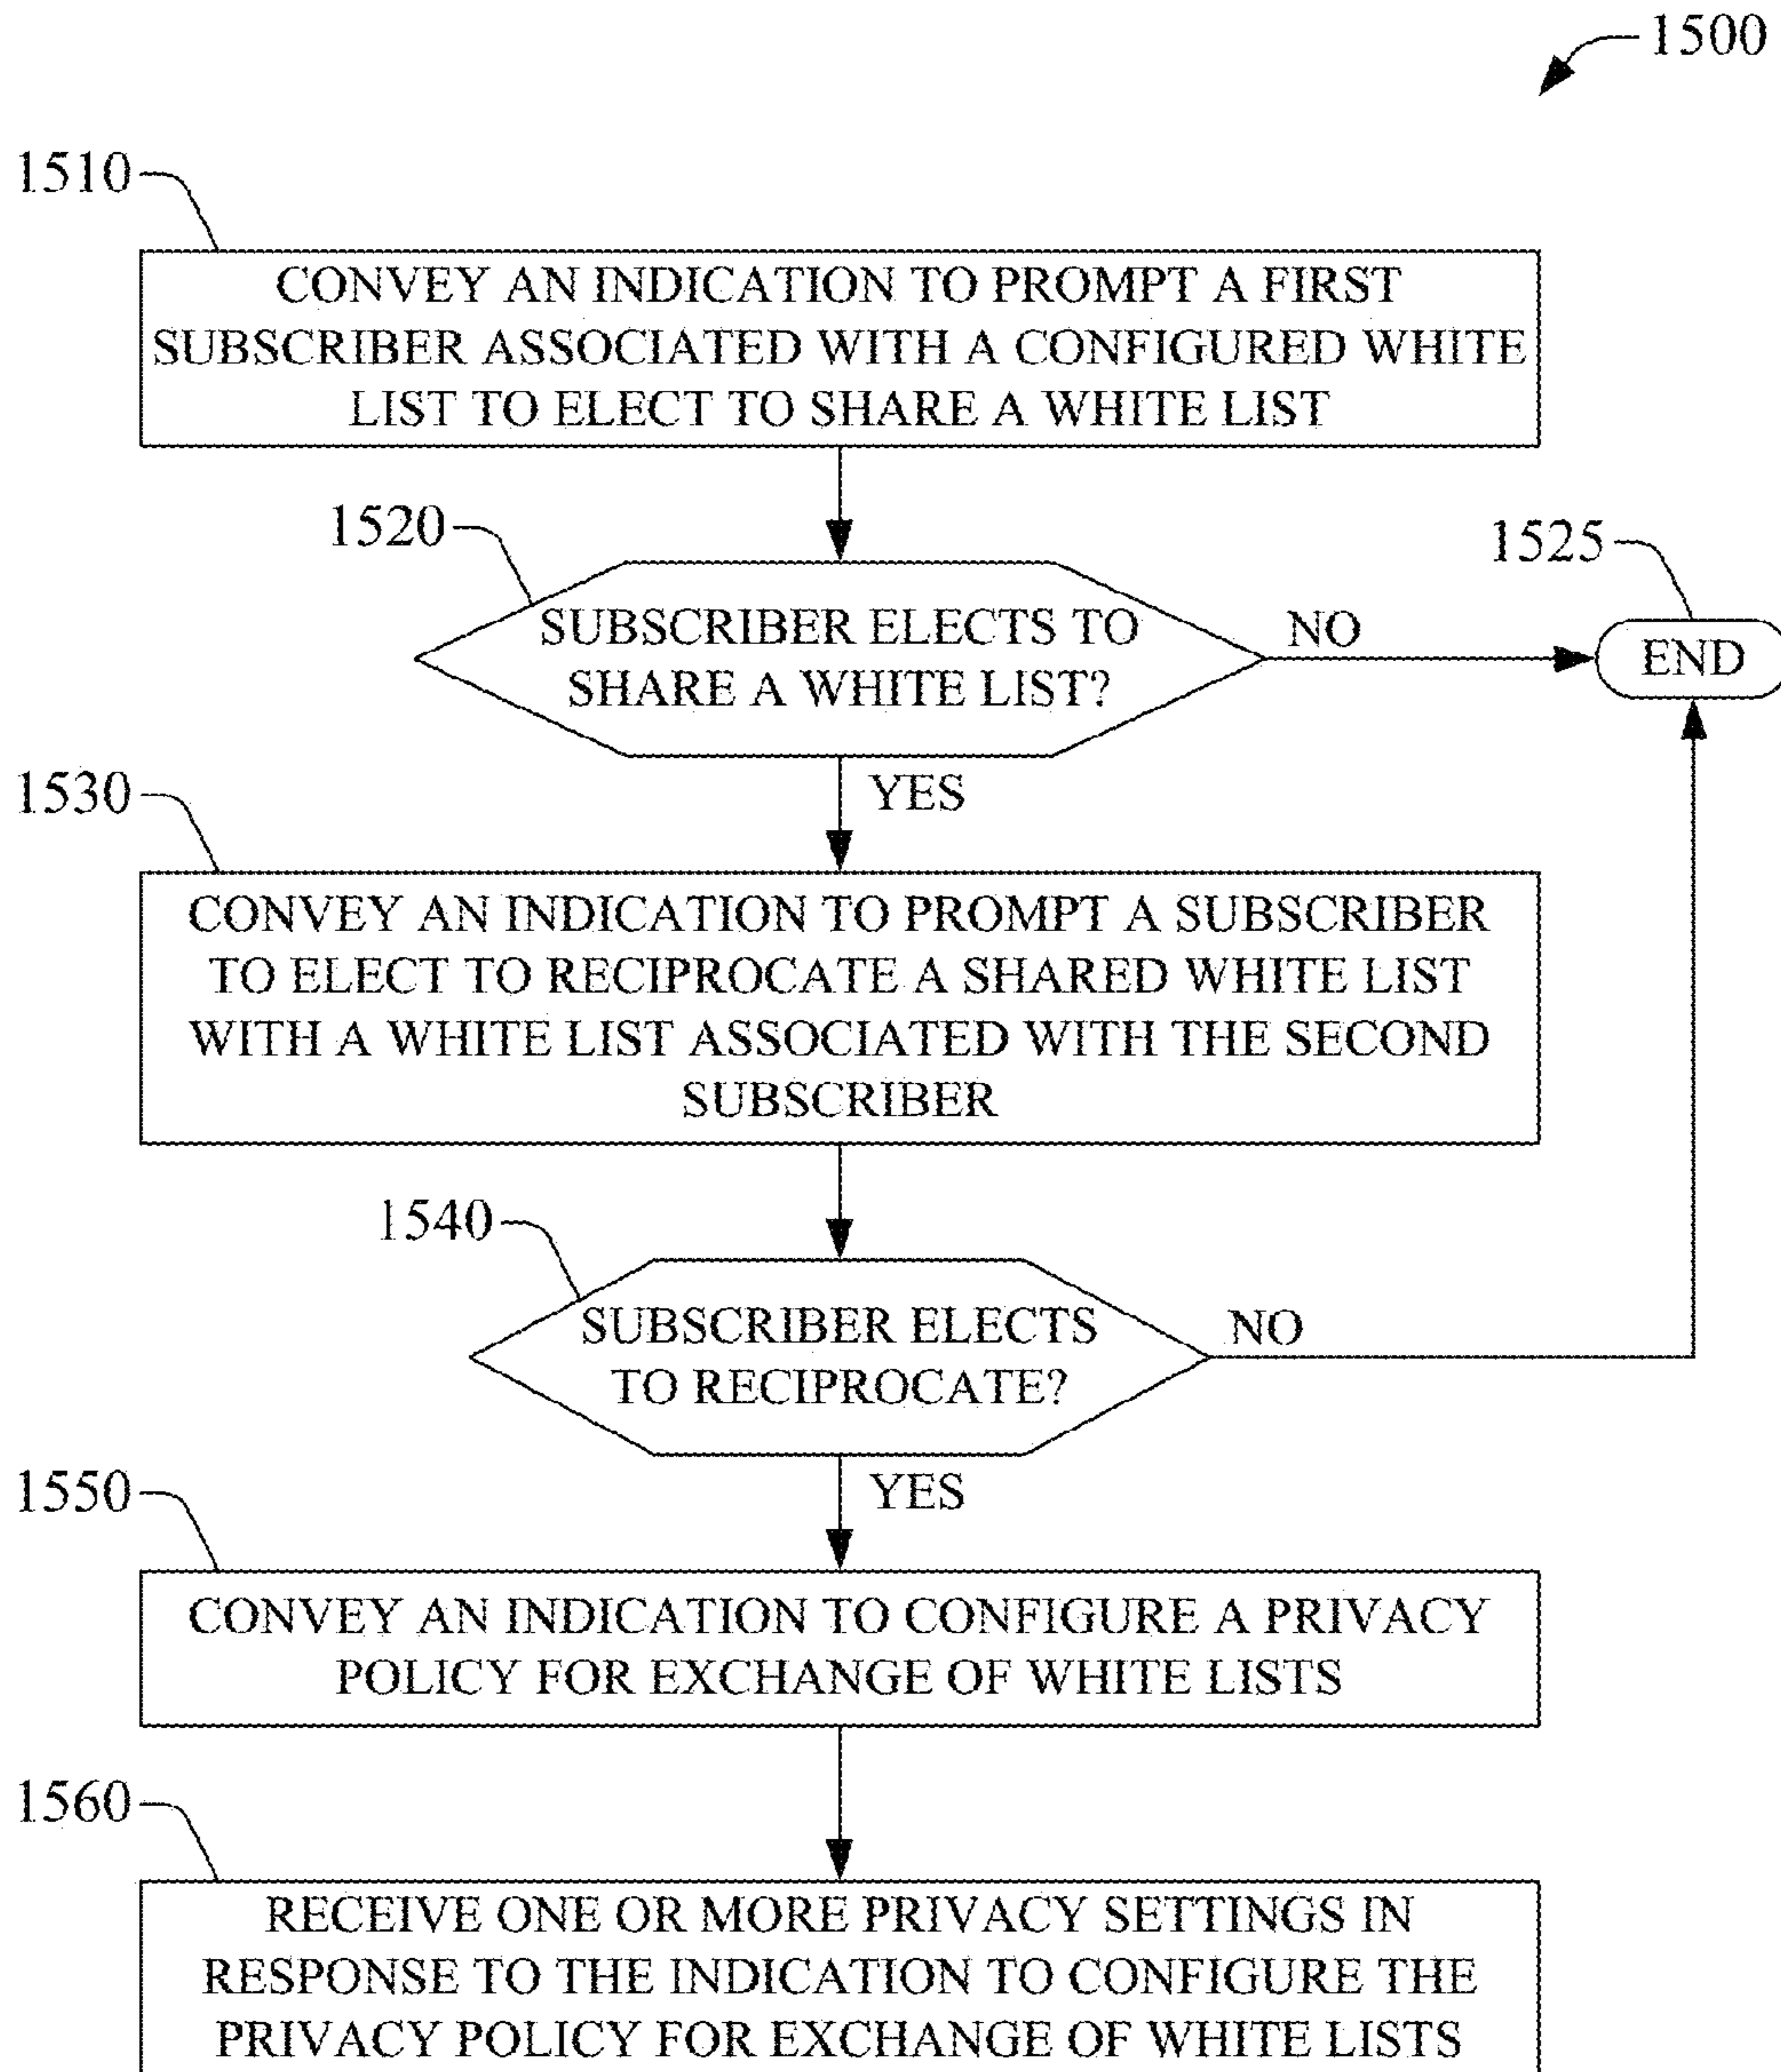 1500
1510
CONVEY AN INDICATION TO PROMPT A FIRST
SUBSCRIBER ASSOCIATED WITH A CONFIGURED WHITE
LIST TO ELECT TO SHARE A WHITE LIST
1520
1525
SUBSCRIBER ELECTS TO
SHARE A WHITE LIST?
NO
END
YES
1530
CONVEY AN INDICATION TO PROMPT A SUBSCRIBER
TO ELECT TO RECIPROCATE A SHARED WHITE LIST
WITH A WHITE LIST ASSOCIATED WITH THE SECOND
SUBSCRIBER
1540
SUBSCRIBER ELECTS
TO RECIPROCATE?
NO
YES
1550
CONVEY AN INDICATION TO CONFIGURE A PRIVACY
POLICY FOR EXCHANGE OF WHITE LISTS
1560
RECEIVE ONE OR MORE PRIVACY SETTINGS IN
RESPONSE TO THE INDICATION TO CONFIGURE THE
PRIVACY POLICY FOR EXCHANGE OF WHITE LISTS